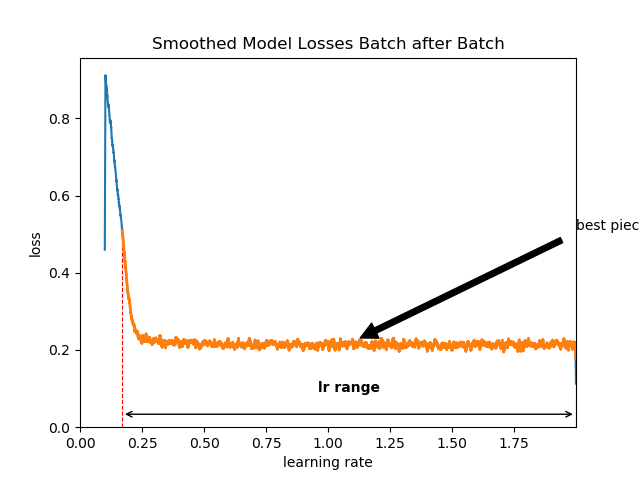 Smoothed Model Losses Batch after Batch
0.8
0.6
0.4
0.2
0.0
loss
best piec
lr range
0.00 0.25 0.50 0.75 1.00 1.25 1.50 1.75
learning rate